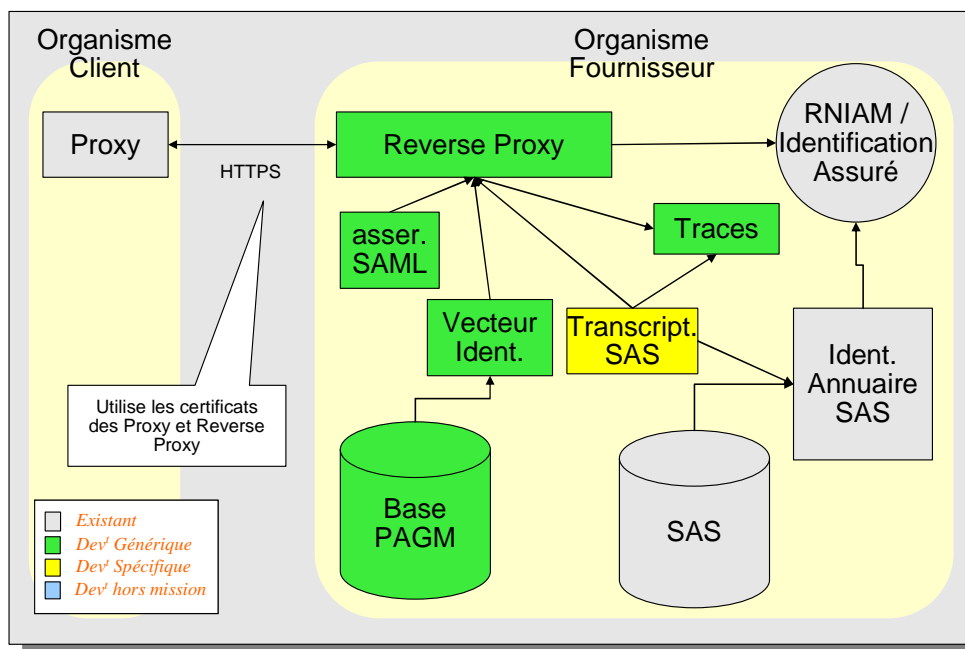 Organisme
Client
Organisme
Fournisseur
Proxy
HTTPS
Reverse Proxy
RNIAM /
Identification
Assuré
asser.
SAML
Traces
Vecteur
Ident.
Transcript.
SAS
Ident.
Annuaire
SAS
Utilise les certificats
des Proxy et Reverse
Proxy
Base
PAGM
SAS
Existant
Devᵗ Générique
Devᵗ Spécifique
Devᵗ hors mission